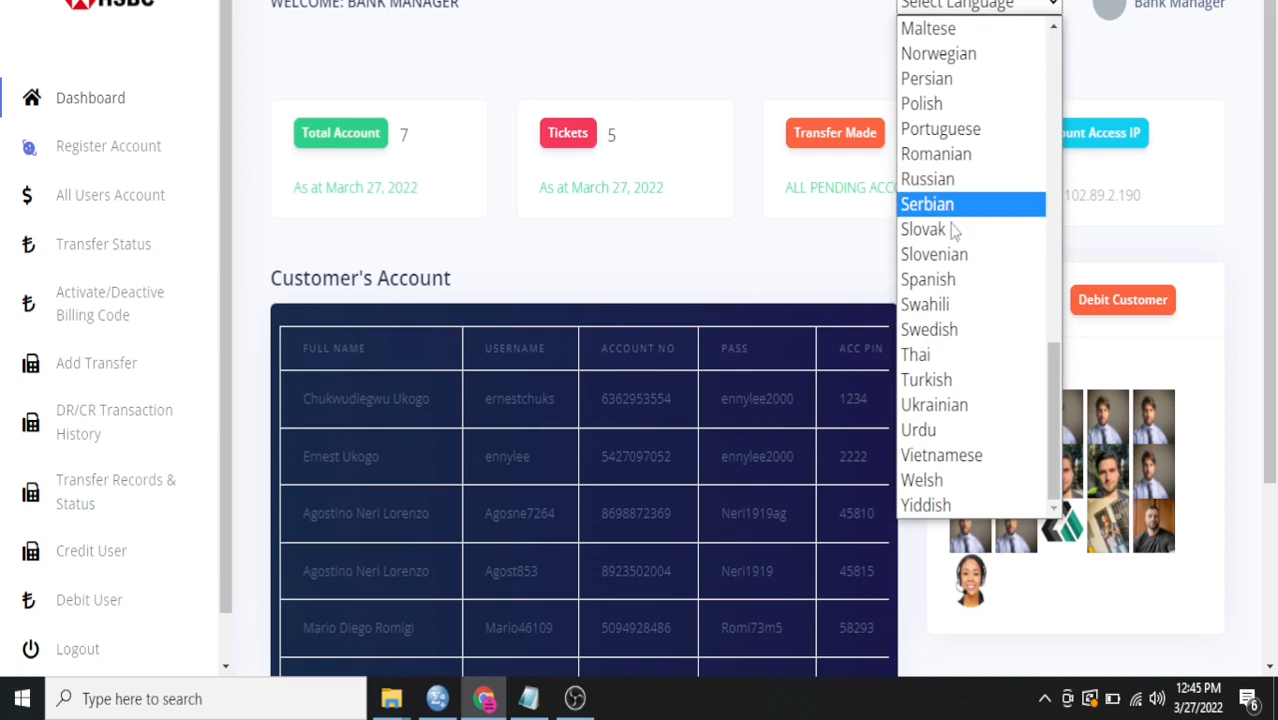 HSBC
WELCOME: BANK MANAGER
Select Language
Bank Manager
Dashboard
Register Account
All Users Account
Transfer Status
Activate/Deactive
Billing Code
Add Transfer
DR/CR Transaction
History
Transfer Records &
Status
Credit User
Debit User
Logout
Total Account 7
As at March 27, 2022
Tickets 5
As at March 27, 2022
Transfer Made
ALL PENDING ACC
unt Access IP
102.89.2.190
Maltese
Norwegian
Persian
Polish
Portuguese
Romanian
Russian
Serbian
Slovak
Slovenian
Spanish
Swahili
Swedish
Thai
Turkish
Ukrainian
Urdu
Vietnamese
Welsh
Yiddish
Customer's Account
FULL NAME USERNAME ACCOUNT NO PASS ACC PIN
Chukwudiegwu Ukogo ernestchuks 6362953554 ennylee2000 1234
Ernest Ukogo ennylee 5427097052 ennylee2000 2222
Agostino Neri Lorenzo Agosne7264 8698872369 Neri1919ag 45810
Agostino Neri Lorenzo Agost853 8923502004 Neri1919 45815
Mario Diego Romigi Mario46109 5094928486 Romi73m5 58293
Debit Customer
Type here to search
12:45 PM
3/27/2022
6